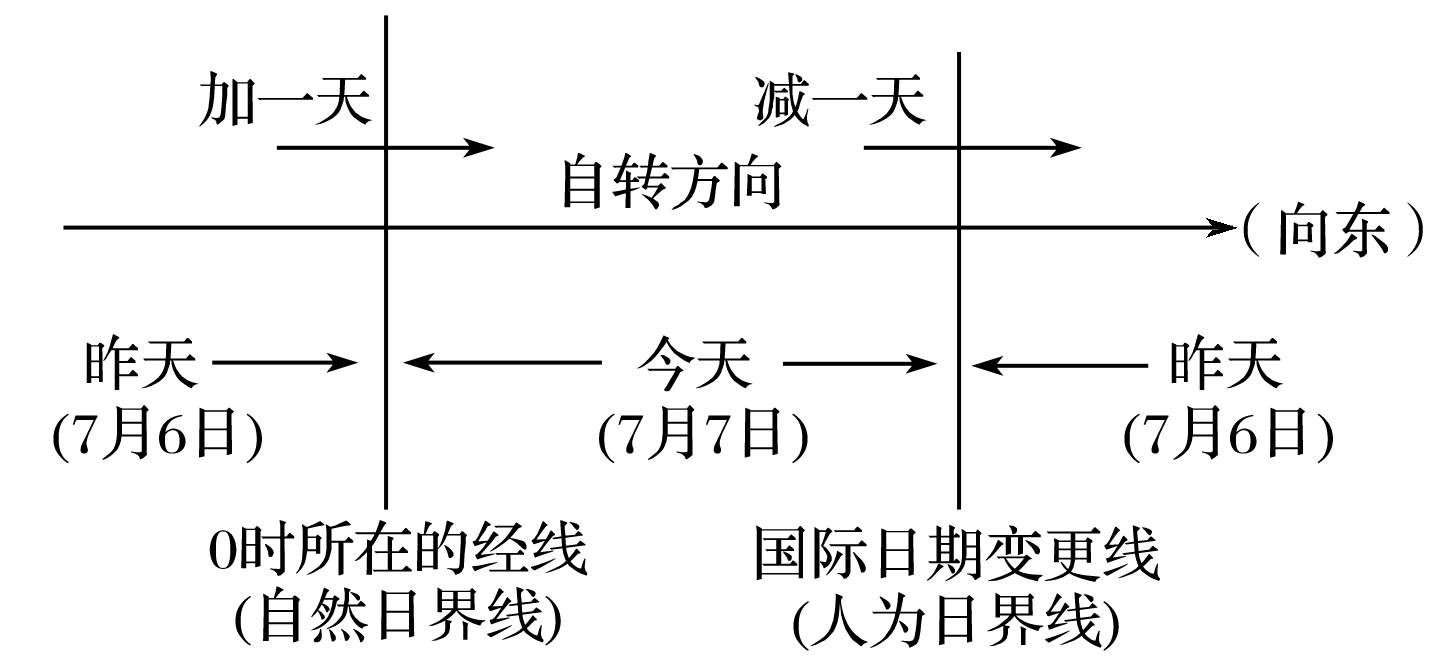 加一天
减一天
自转方向
（向东）
昨天
今天
昨天
(7月6日)
(7月7日)
(7月6日)
0时所在的经线
国际日期变更线
(自然日界线)
(人为日界线)